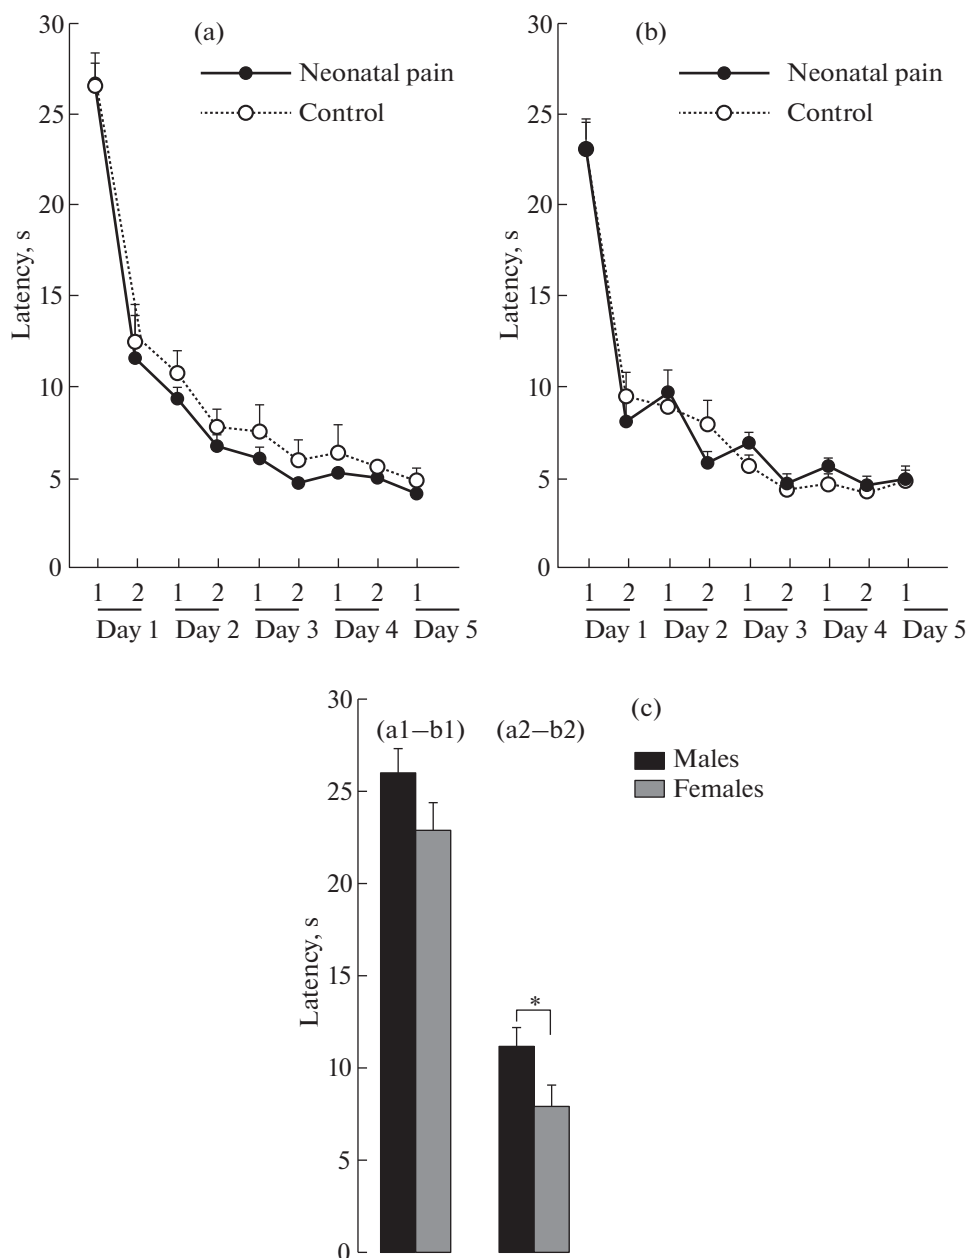 (a)
Neonatal pain
Control
30
25
20
15
10
5
0
Latency, s
1 2 1 2 1 2 1 2 1
Day 1 Day 2 Day 3 Day 4 Day 5
(b)
Neonatal pain
Control
30
25
20
15
10
5
0
Latency, s
1 2 1 2 1 2 1 2 1
Day 1 Day 2 Day 3 Day 4 Day 5
(c)
(a1–b1) (a2–b2)
Males
Females
30
25
20
15
10
5
0
Latency, s
*